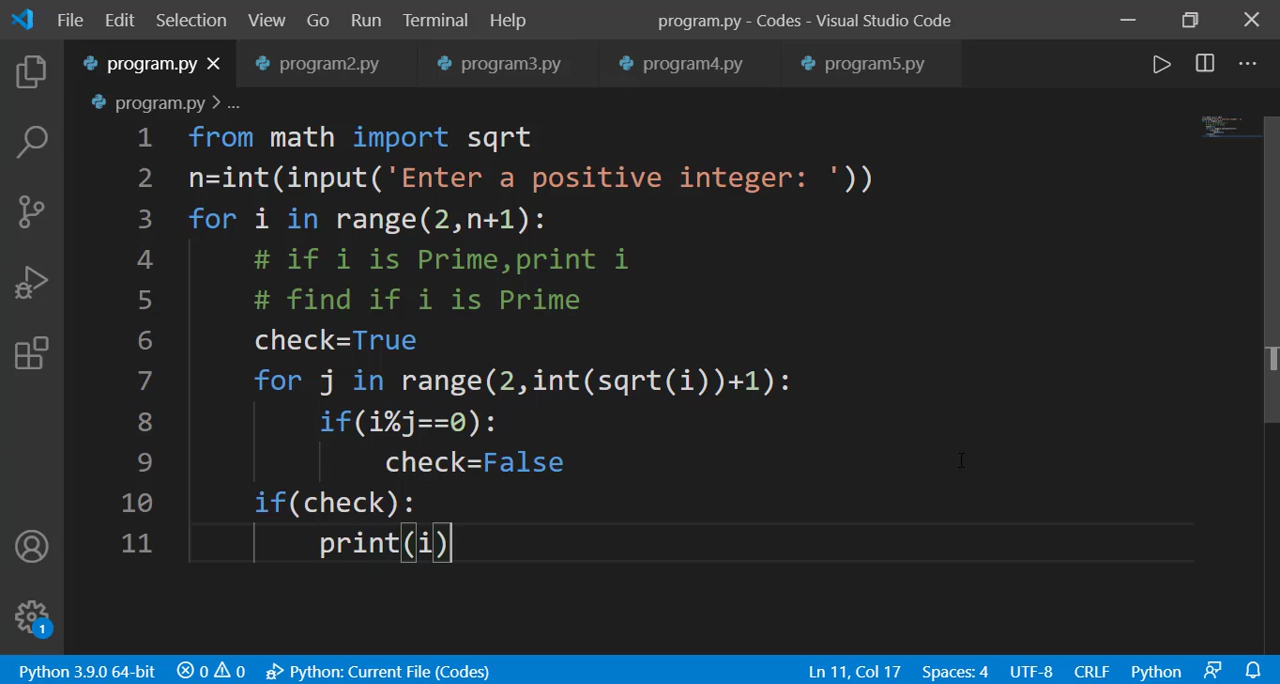 File Edit Selection View Go Run Terminal Help program.py - Codes - Visual Studio Code
program.py program2.py program3.py program4.py program5.py
program.py > ...
1 from math import sqrt
2 n=int(input('Enter a positive integer: '))
3 for i in range(2,n+1):
4 # if i is Prime,print i
5 # find if i is Prime
6 check=True
7 for j in range(2,int(sqrt(i))+1):
8 if(i%j==0):
9 check=False
10 if(check):
11 print(i)
1
Python 3.9.0 64-bit 0 0 Python: Current File (Codes) Ln 11, Col 17 Spaces: 4 UTF-8 CRLF Python